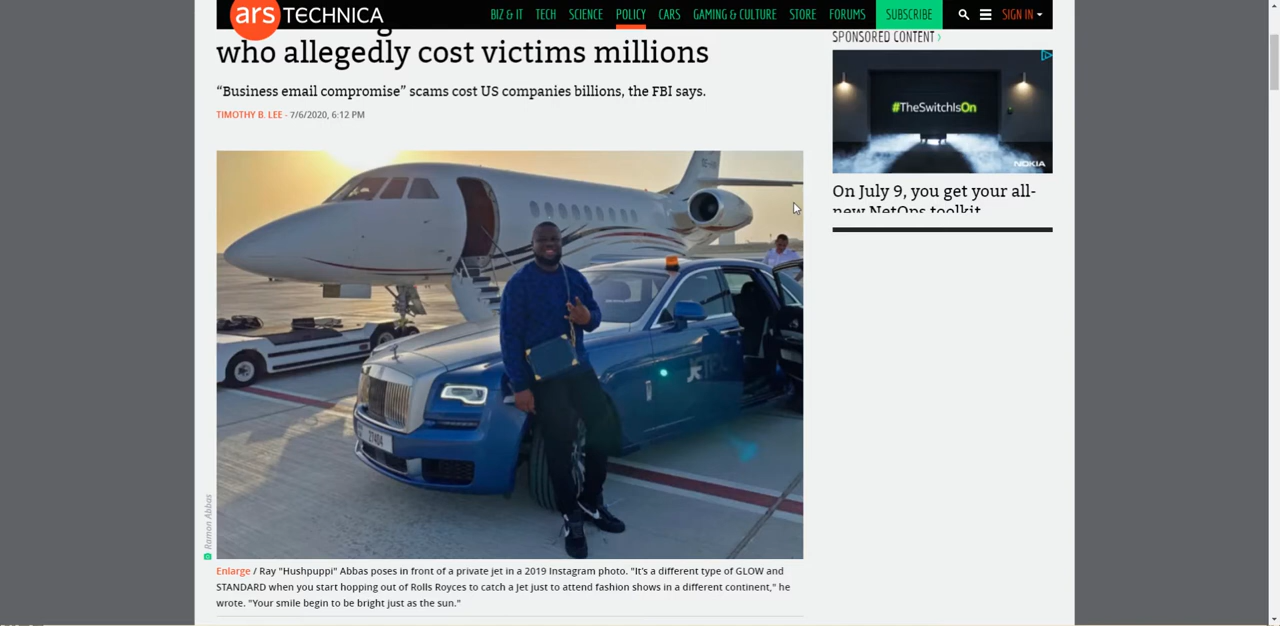 ars TECHNICA
BIZ & IT TECH SCIENCE POLICY CARS GAMING & CULTURE STORE FORUMS SUBSCRIBE SIGN IN
who allegedly cost victims millions
“Business email compromise” scams cost US companies billions, the FBI says.
TIMOTHY B. LEE - 7/6/2020, 6:12 PM
Ramon Abbas
27404
JETEX
Enlarge / Ray "Hushpuppi" Abbas poses in front of a private jet in a 2019 Instagram photo. "It's a different type of GLOW and
STANDARD when you start hopping out of Rolls Royces to catch a Jet just to attend fashion shows in a different continent," he
wrote. "Your smile begin to be bright just as the sun."
SPONSORED CONTENT
#TheSwitchIsOn
NOKIA
On July 9, you get your all-
new NetOps toolkit